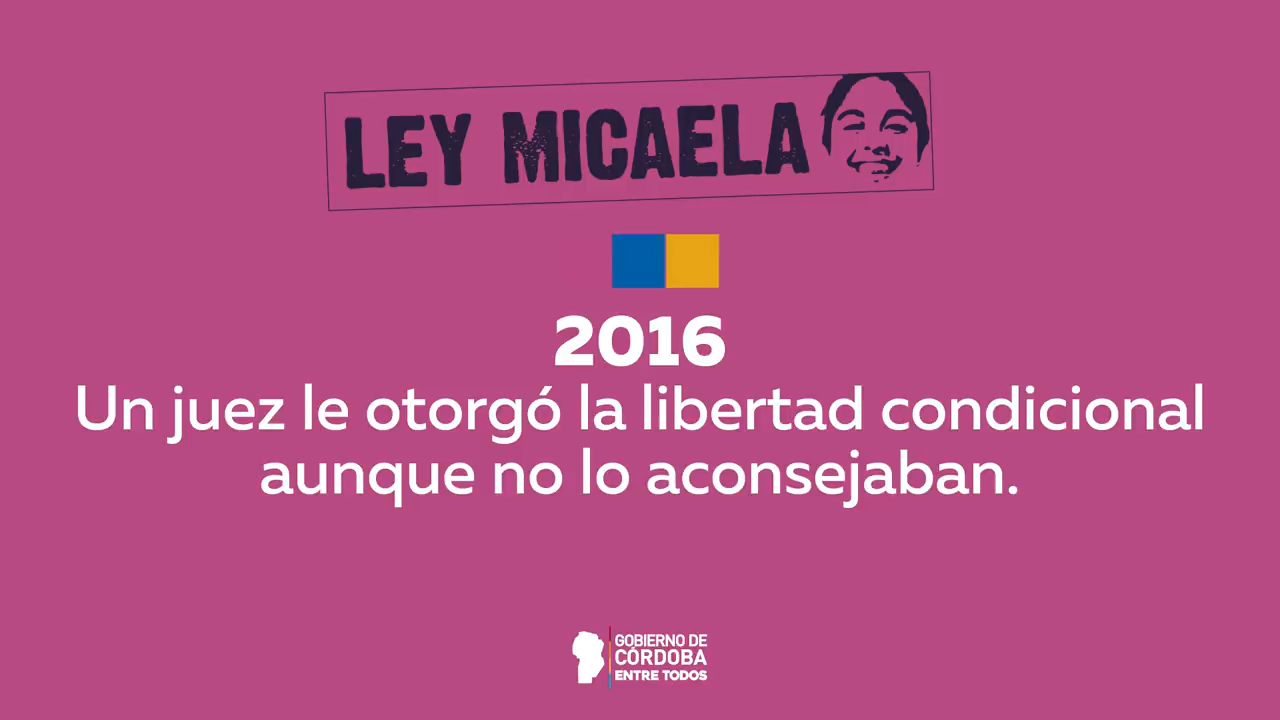 LEY MICAELA
2016
Un juez le otorgó la libertad condicional
aunque no lo aconsejaban.
GOBIERNO DE
CÓRDOBA
ENTRE TODOS